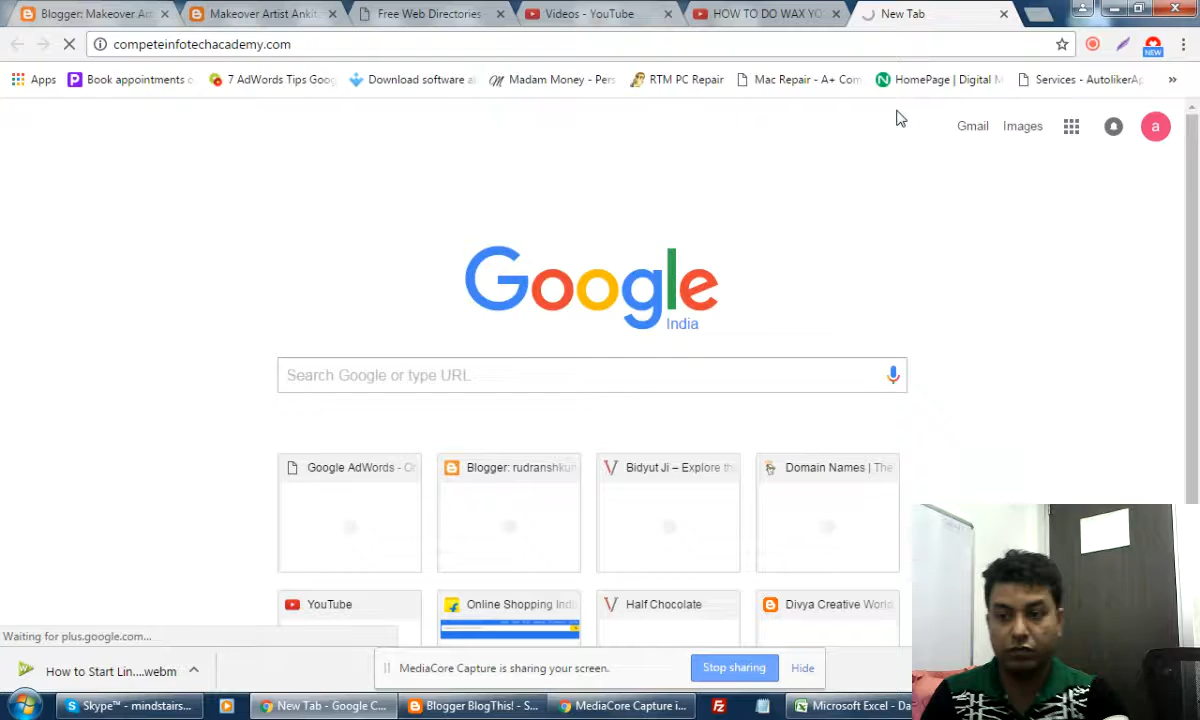 Blogger: Makeover Art
Makeover Artist Ankit
Free Web Directories
Videos - YouTube
HOW TO DO WAX YO
New Tab
competeinfotechacademy.com
NEW
Apps
Book appointments o
7 AdWords Tips Goog
Download software a
Madam Money - Pers
RTM PC Repair
Mac Repair - A+ Com
HomePage | Digital M
Services - AutolikerAp
Gmail
Images
a
Google
India
Search Google or type URL
Google AdWords - O
Blogger: rudranshkum
Bidyut Ji – Explore th
Domain Names | The
YouTube
Online Shopping Indi
Half Chocolate
Divya Creative World
Waiting for plus.google.com...
How to Start Lin....webm
MediaCore Capture is sharing your screen.
Stop sharing
Hide
Skype™ - mindstairs...
New Tab - Google C...
Blogger BlogThis! - S...
MediaCore Capture i...
Microsoft Excel - Da